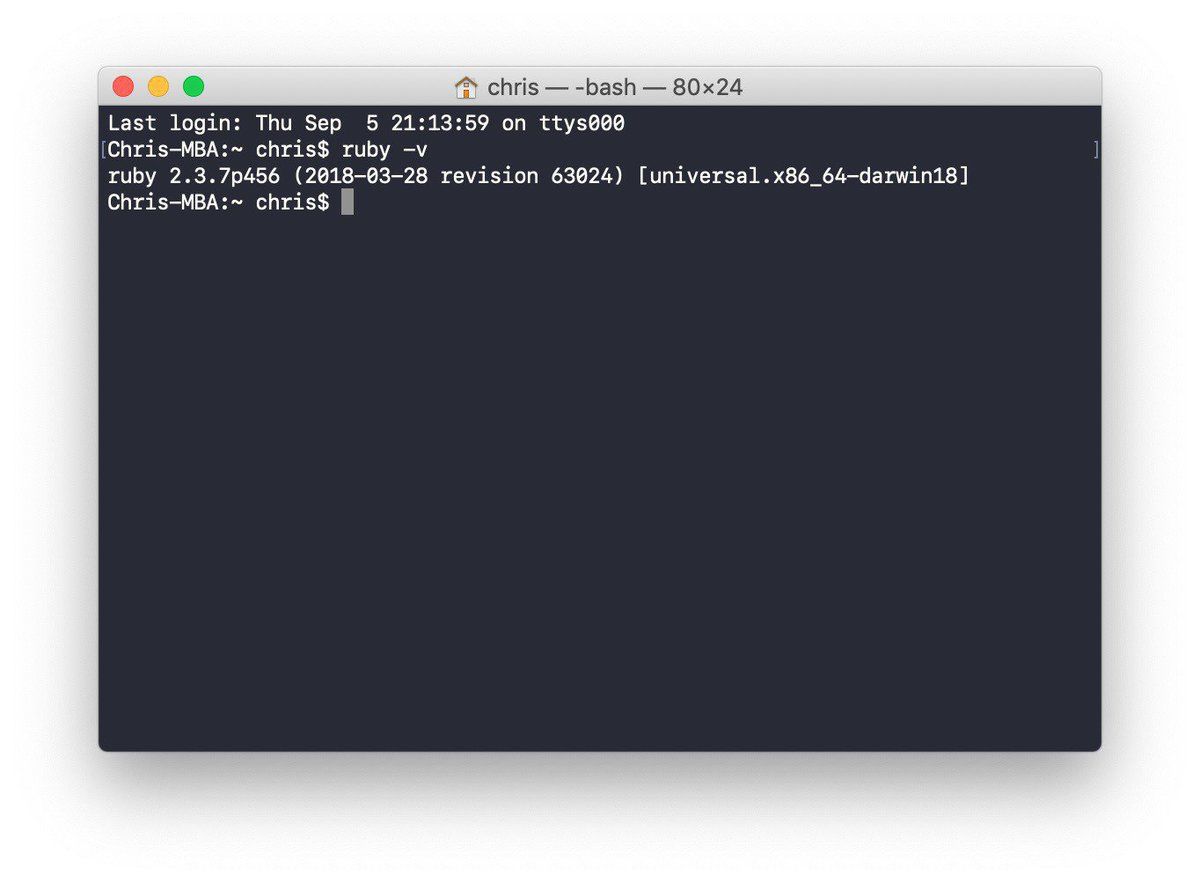 chris — -bash — 80×24
Last login: Thu Sep  5 21:13:59 on ttys000
[Chris-MBA:~ chris$ ruby -v ]
ruby 2.3.7p456 (2018-03-28 revision 63024) [universal.x86_64-darwin18]
Chris-MBA:~ chris$